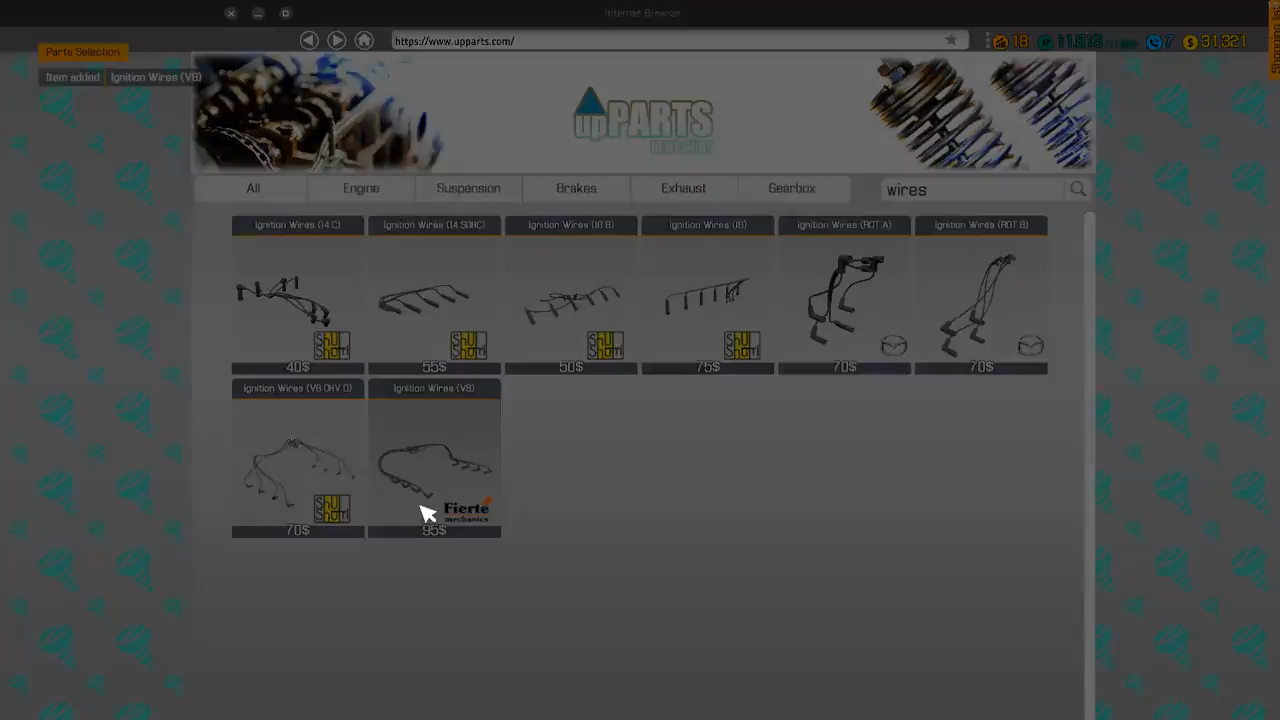 Internet Browser
https://www.upparts.com/
18
7
31,321
Parts Selection
Item added
Ignition Wires (V8)
upPARTS
All
Engine
Suspension
Brakes
Exhaust
Gearbox
wires
Ignition Wires (I4 C)
Ignition Wires (I4 SOHC)
Ignition Wires (I6 B)
Ignition Wires (I6)
Ignition Wires (ROT A)
Ignition Wires (ROT B)
40$
55$
50$
75$
70$
70$
Ignition Wires (V8 OHV D)
Ignition Wires (V8)
Fierte
mechanics
70$
95$